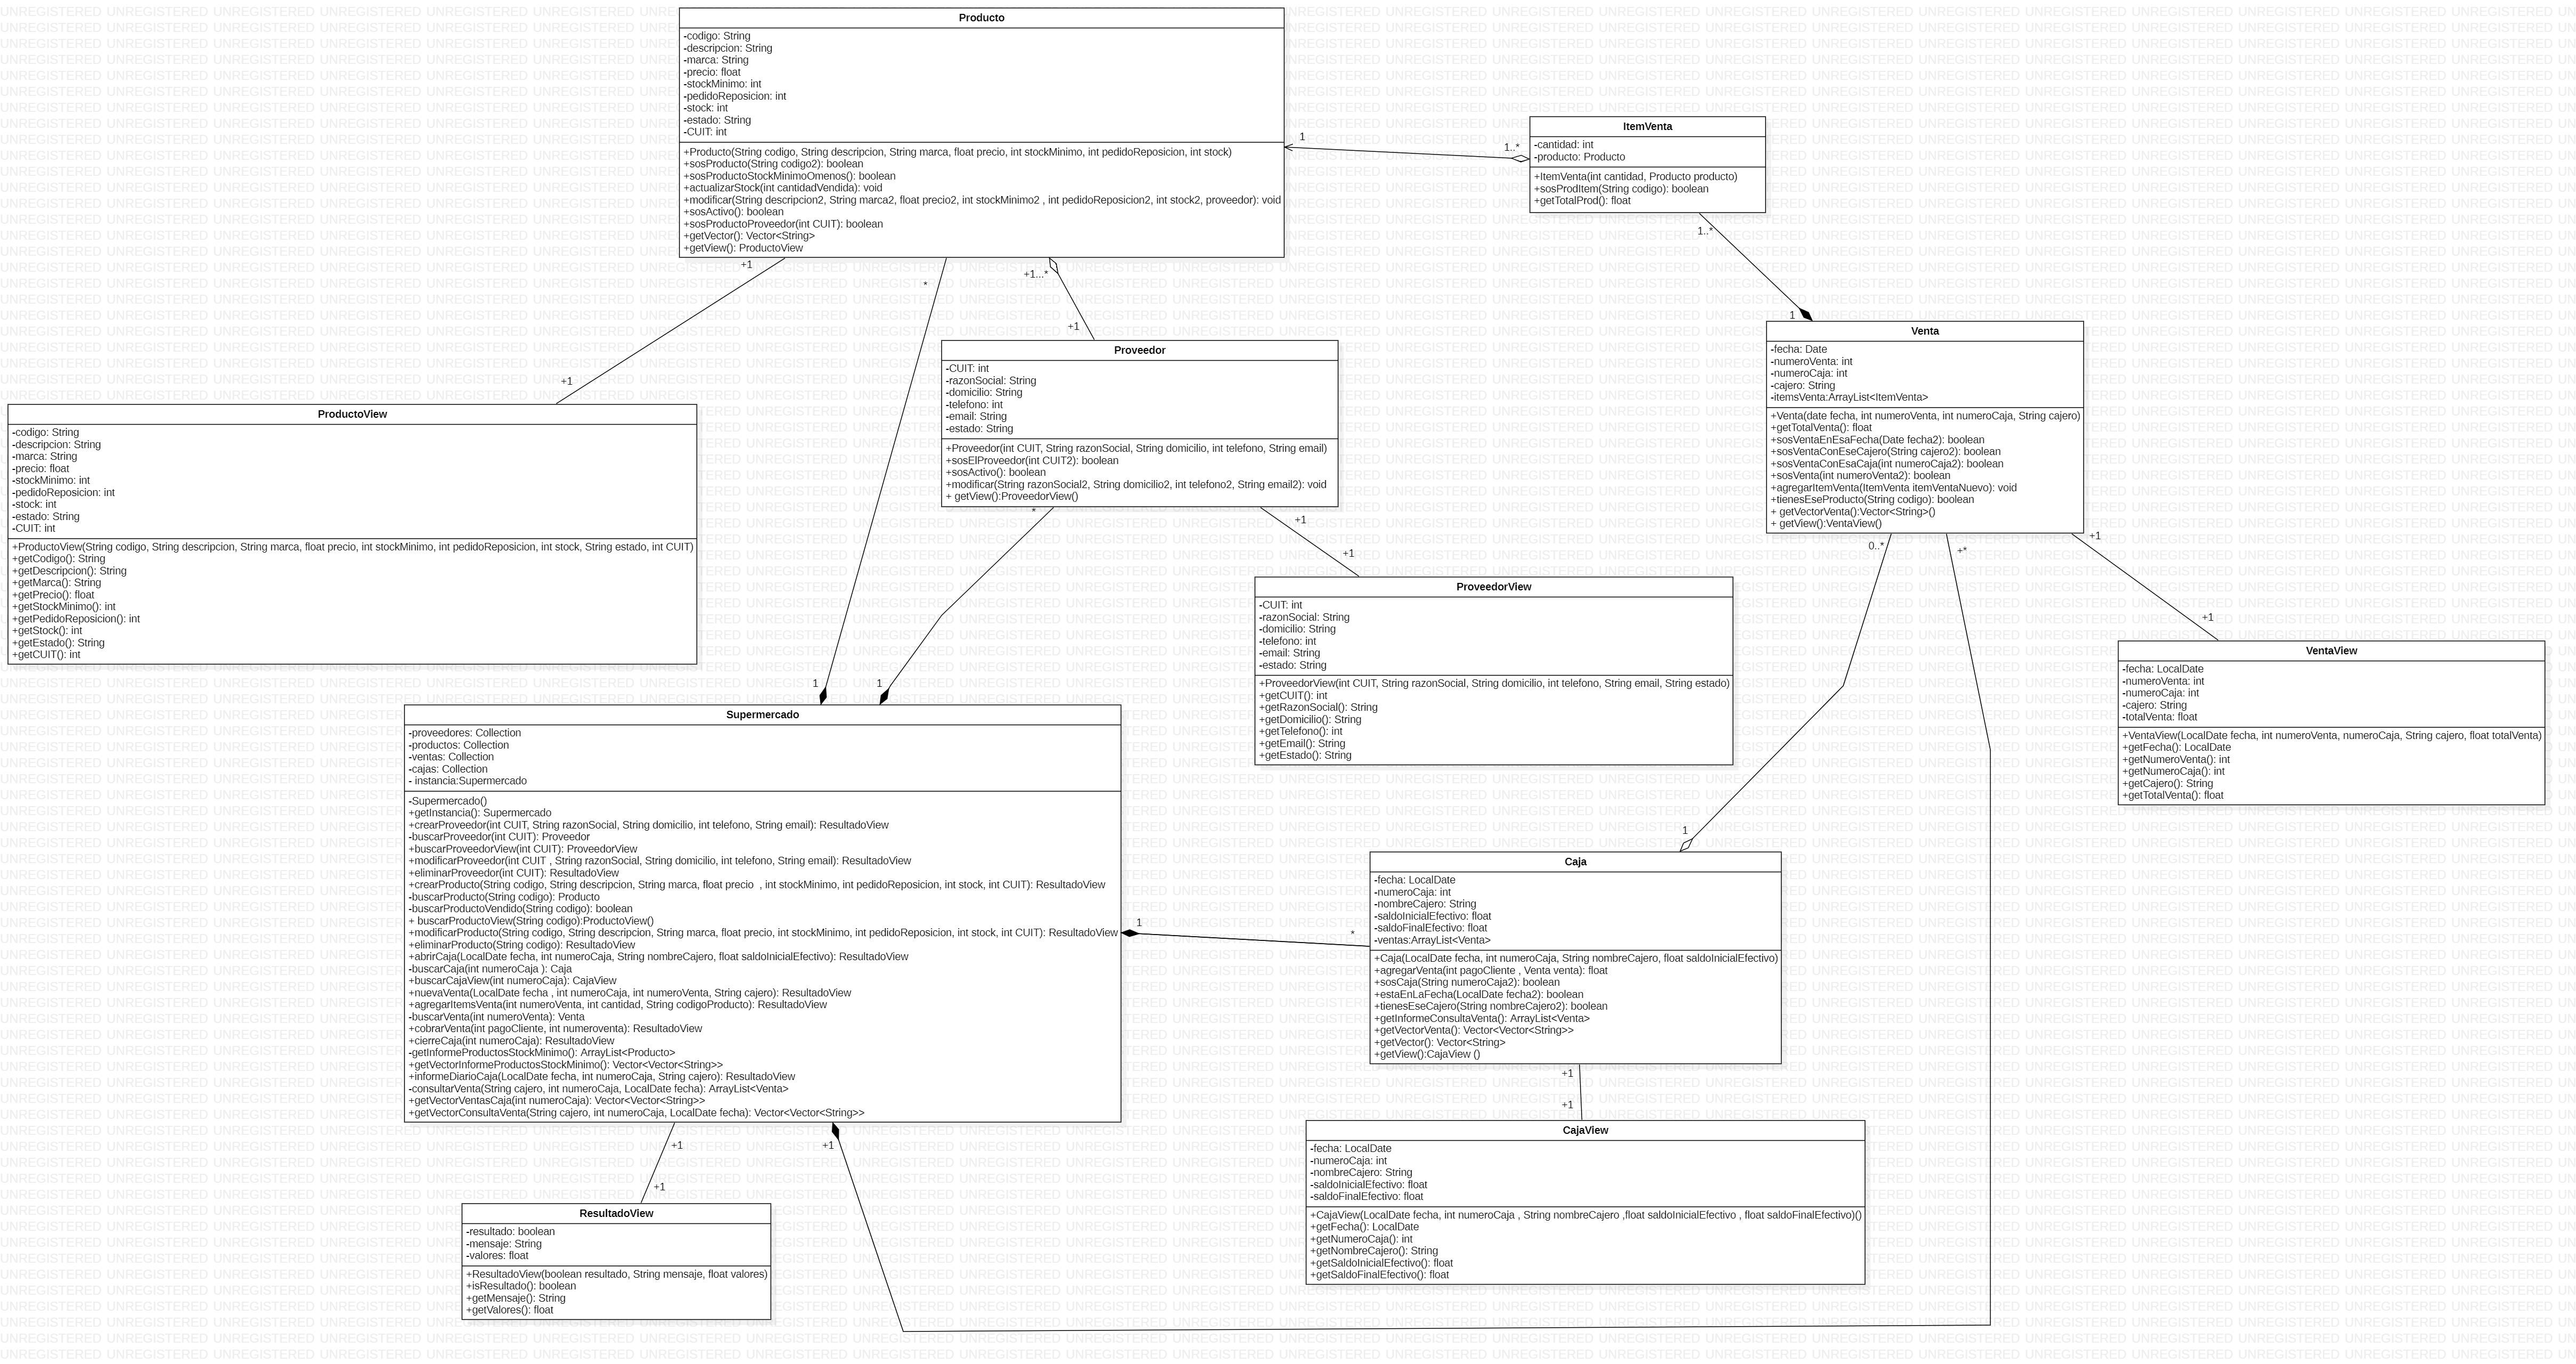 Producto
-codigo: String
-descripcion: String
-marca: String
-precio: float
-stockMinimo: int
-pedidoReposicion: int
-stock: int
-estado: String
-CUIT: int
+Producto(String codigo, String descripcion, String marca, float precio, int stockMinimo, int pedidoReposicion, int stock)
+sosProducto(String codigo2): boolean
+sosProductoStockMinimoOmenos(): boolean
+actualizarStock(int cantidadVendida): void
+modificar(String descripcion2, String marca2, float precio2, int stockMinimo2 , int pedidoReposicion2, int stock2, proveedor): void
+sosActivo(): boolean
+sosProductoProveedor(int CUIT): boolean
+getVector(): Vector<String>
+getView(): ProductoView
1
1..*
ItemVenta
-cantidad: int
-producto: Producto
+ItemVenta(int cantidad, Producto producto)
+sosProdItem(String codigo): boolean
+getTotalProd(): float
1..*
1
+1
+1
*
+1...*
+1
Venta
-fecha: Date
-numeroVenta: int
-numeroCaja: int
-cajero: String
-itemsVenta:ArrayList<ItemVenta>
+Venta(date fecha, int numeroVenta, int numeroCaja, String cajero)
+getTotalVenta(): float
+sosVentaEnEsaFecha(Date fecha2): boolean
+sosVentaConEseCajero(String cajero2): boolean
+sosVentaConEsaCaja(int numeroCaja2): boolean
+sosVenta(int numeroVenta2): boolean
+agregarItemVenta(ItemVenta itemVentaNuevo): void
+tienesEseProducto(String codigo): boolean
+ getVectorVenta():Vector<String>()
+ getView():VentaView()
Proveedor
-CUIT: int
-razonSocial: String
-domicilio: String
-telefono: int
-email: String
-estado: String
+Proveedor(int CUIT, String razonSocial, String domicilio, int telefono, String email)
+sosElProveedor(int CUIT2): boolean
+sosActivo(): boolean
+modificar(String razonSocial2, String domicilio2, int telefono2, String email2): void
+ getView():ProveedorView()
ProductoView
-codigo: String
-descripcion: String
-marca: String
-precio: float
-stockMinimo: int
-pedidoReposicion: int
-stock: int
-estado: String
-CUIT: int
+ProductoView(String codigo, String descripcion, String marca, float precio, int stockMinimo, int pedidoReposicion, int stock, String estado, int CUIT)
+getCodigo(): String
+getDescripcion(): String
+getMarca(): String
+getPrecio(): float
+getStockMinimo(): int
+getPedidoReposicion(): int
+getStock(): int
+getEstado(): String
+getCUIT(): int
*
+1
+1
0..*
+*
+1
+1
ProveedorView
-CUIT: int
-razonSocial: String
-domicilio: String
-telefono: int
-email: String
-estado: String
+ProveedorView(int CUIT, String razonSocial, String domicilio, int telefono, String email, String estado)
+getCUIT(): int
+getRazonSocial(): String
+getDomicilio(): String
+getTelefono(): int
+getEmail(): String
+getEstado(): String
VentaView
-fecha: LocalDate
-numeroVenta: int
-numeroCaja: int
-cajero: String
-totalVenta: float
+VentaView(LocalDate fecha, int numeroVenta, numeroCaja, String cajero, float totalVenta)
+getFecha(): LocalDate
+getNumeroVenta(): int
+getNumeroCaja(): int
+getCajero(): String
+getTotalVenta(): float
1
1
Supermercado
-proveedores: Collection
-productos: Collection
-ventas: Collection
-cajas: Collection
- instancia:Supermercado
-Supermercado()
+getInstancia(): Supermercado
+crearProveedor(int CUIT, String razonSocial, String domicilio, int telefono, String email): ResultadoView
-buscarProveedor(int CUIT): Proveedor
+buscarProveedorView(int CUIT): ProveedorView
+modificarProveedor(int CUIT , String razonSocial, String domicilio, int telefono, String email): ResultadoView
+eliminarProveedor(int CUIT): ResultadoView
+crearProducto(String codigo, String descripcion, String marca, float precio  , int stockMinimo, int pedidoReposicion, int stock, int CUIT): ResultadoView
-buscarProducto(String codigo): Producto
-buscarProductoVendido(String codigo): boolean
+ buscarProductoView(String codigo):ProductoView()
+modificarProducto(String codigo, String descripcion, String marca, float precio, int stockMinimo, int pedidoReposicion, int stock, int CUIT): ResultadoView
+eliminarProducto(String codigo): ResultadoView
+abrirCaja(LocalDate fecha, int numeroCaja, String nombreCajero, float saldoInicialEfectivo): ResultadoView
-buscarCaja(int numeroCaja ): Caja
+buscarCajaView(int numeroCaja): CajaView
+nuevaVenta(LocalDate fecha , int numeroCaja, int numeroVenta, String cajero): ResultadoView
+agregarItemsVenta(int numeroVenta, int cantidad, String codigoProducto): ResultadoView
-buscarVenta(int numeroVenta): Venta
+cobrarVenta(int pagoCliente, int numeroventa): ResultadoView
+cierreCaja(int numeroCaja): ResultadoView
-getInformeProductosStockMinimo(): ArrayList<Producto>
+getVectorInformeProductosStockMinimo(): Vector<Vector<String>>
+informeDiarioCaja(LocalDate fecha, int numeroCaja, String cajero): ResultadoView
-consultarVenta(String cajero, int numeroCaja, LocalDate fecha): ArrayList<Venta>
+getVectorVentasCaja(int numeroCaja): Vector<Vector<String>>
+getVectorConsultaVenta(String cajero, int numeroCaja, LocalDate fecha): Vector<Vector<String>>
1
*
1
Caja
-fecha: LocalDate
-numeroCaja: int
-nombreCajero: String
-saldoInicialEfectivo: float
-saldoFinalEfectivo: float
-ventas:ArrayList<Venta>
+Caja(LocalDate fecha, int numeroCaja, String nombreCajero, float saldoInicialEfectivo)
+agregarVenta(int pagoCliente , Venta venta): float
+sosCaja(String numeroCaja2): boolean
+estaEnLaFecha(LocalDate fecha2): boolean
+tienesEseCajero(String nombreCajero2): boolean
+getInformeConsultaVenta(): ArrayList<Venta>
+getVectorVenta(): Vector<Vector<String>>
+getVector(): Vector<String>
+getView():CajaView ()
+1
+1
CajaView
-fecha: LocalDate
-numeroCaja: int
-nombreCajero: String
-saldoInicialEfectivo: float
-saldoFinalEfectivo: float
+CajaView(LocalDate fecha, int numeroCaja , String nombreCajero ,float saldoInicialEfectivo , float saldoFinalEfectivo)()
+getFecha(): LocalDate
+getNumeroCaja(): int
+getNombreCajero(): String
+getSaldoInicialEfectivo(): float
+getSaldoFinalEfectivo(): float
+1
+1
+1
ResultadoView
-resultado: boolean
-mensaje: String
-valores: float
+ResultadoView(boolean resultado, String mensaje, float valores)
+isResultado(): boolean
+getMensaje(): String
+getValores(): float